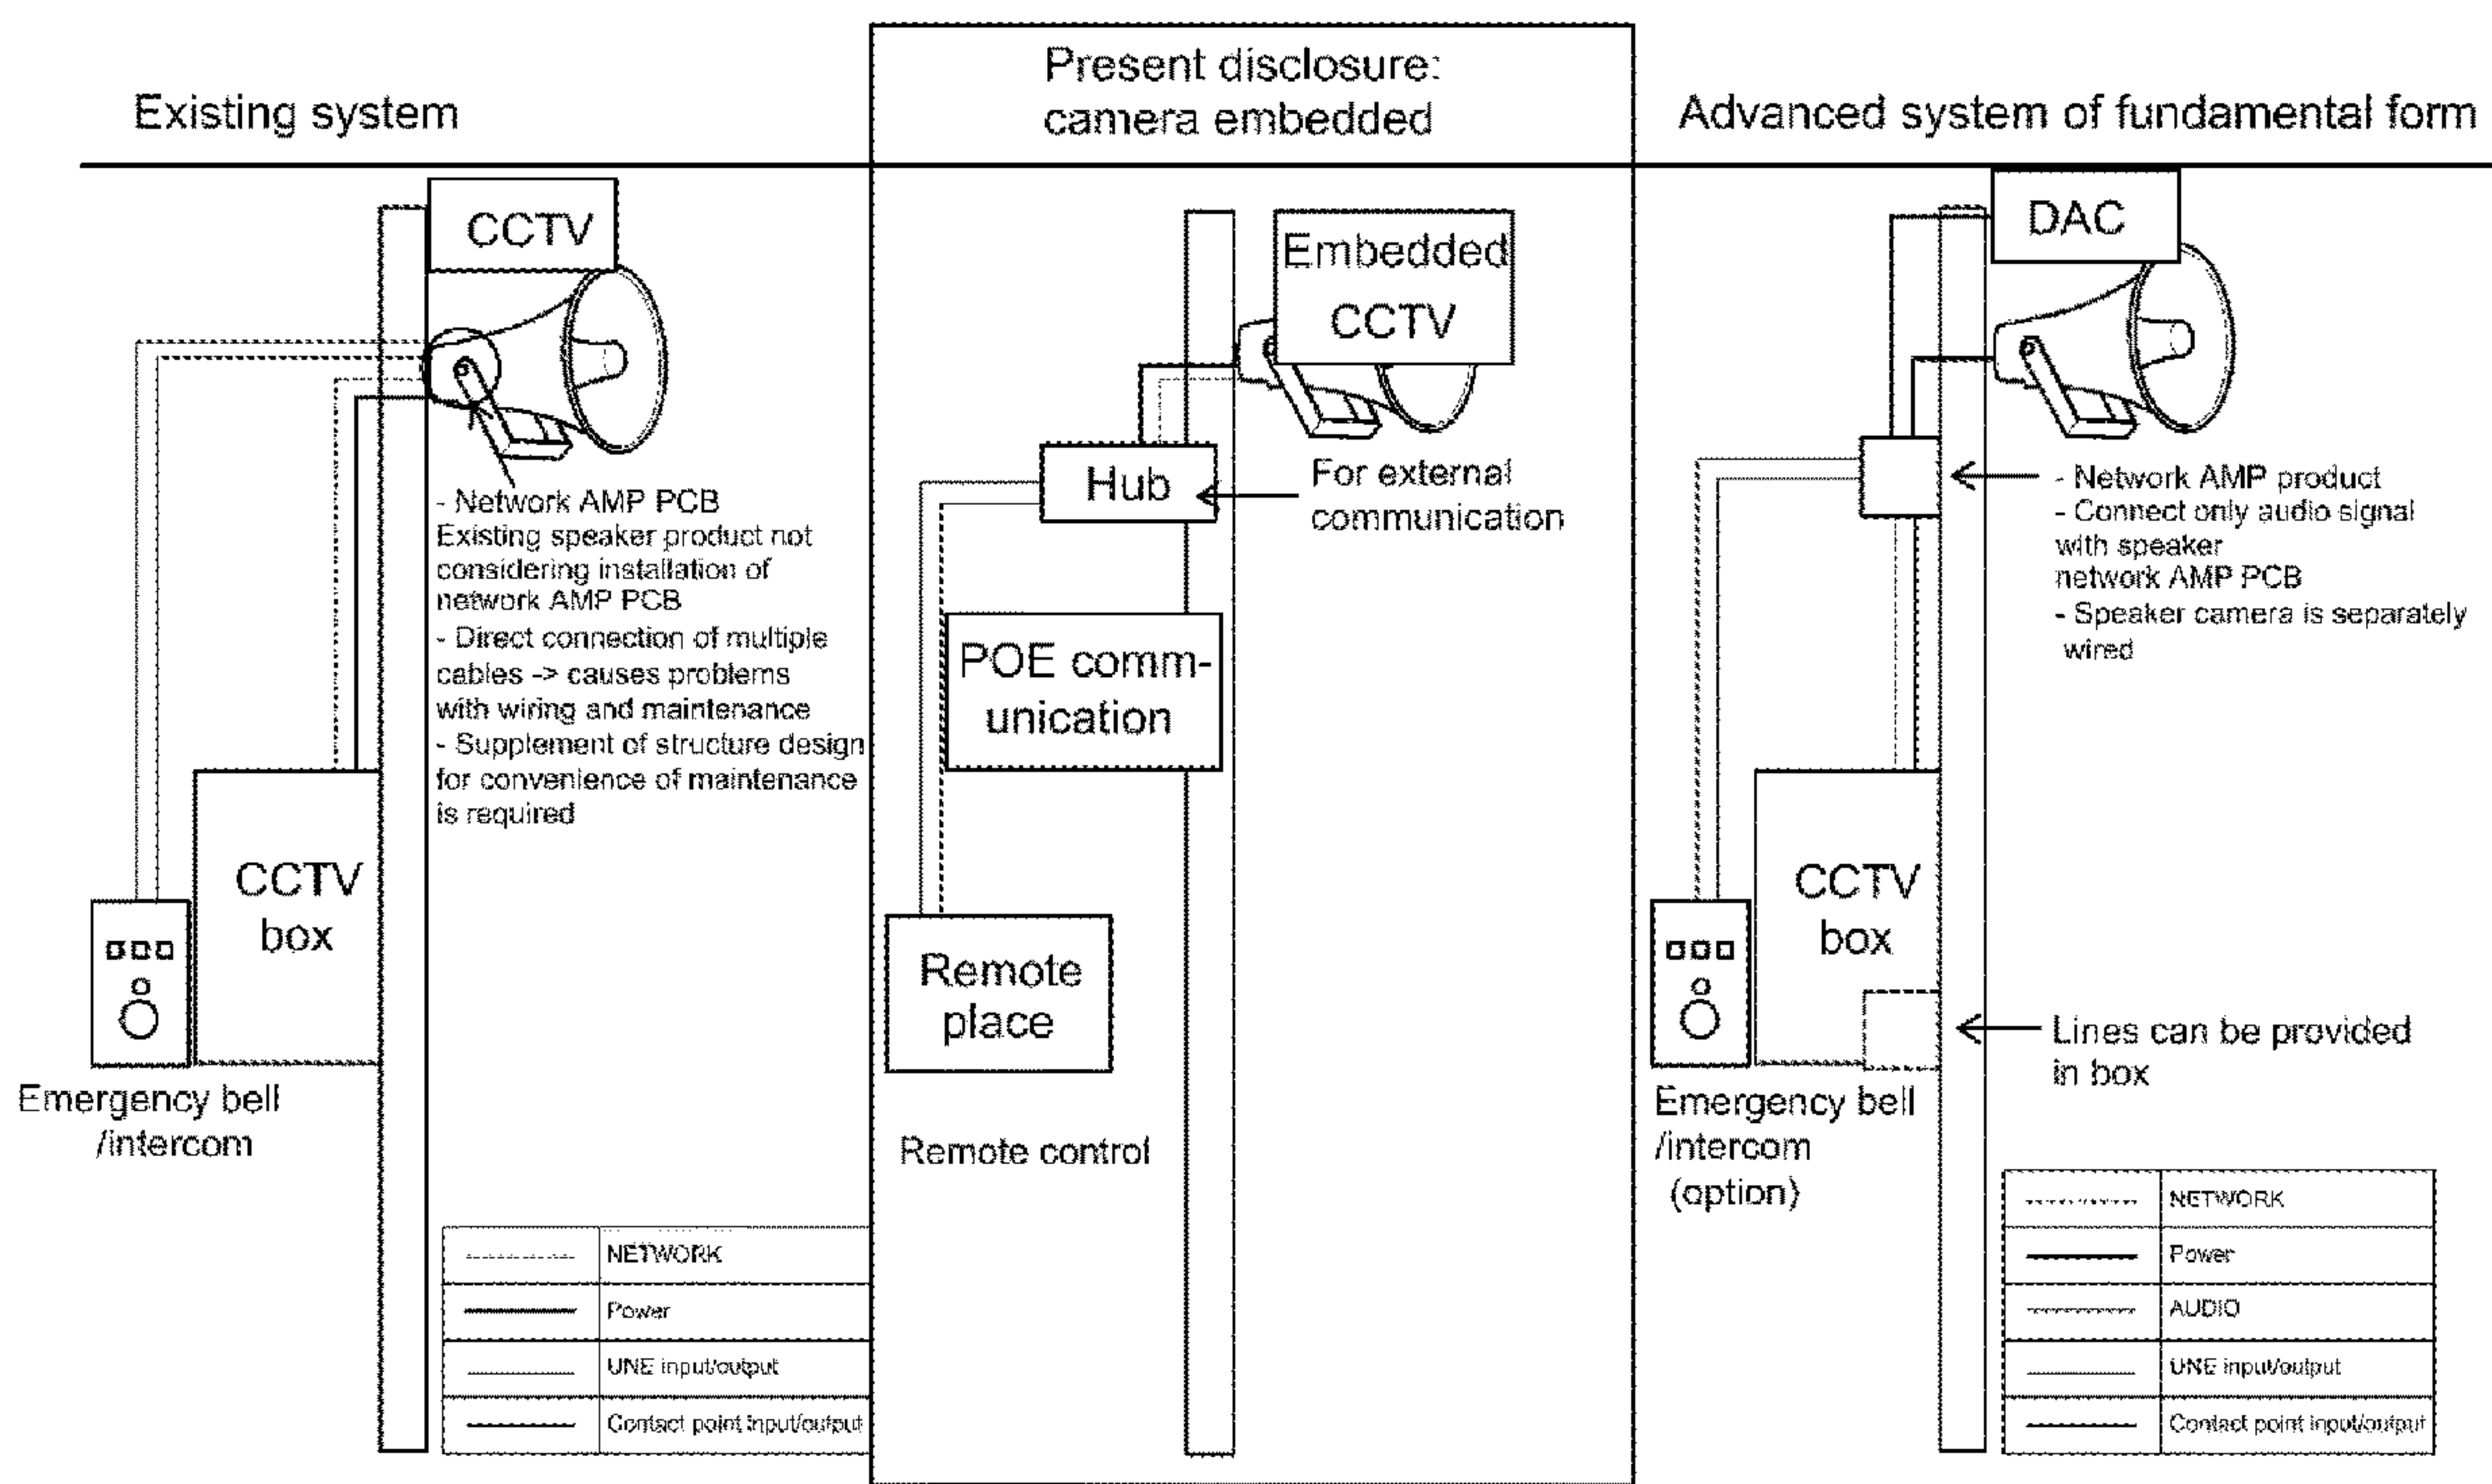 Existing system
CCTV
- Network AMP PCB
Existing speaker product not
considering installation of
network AMP PCB
- Direct connection of multiple
cables -> causes problems
with wiring and maintenance
- Supplement of structure design
for convenience of maintenance
is required
CCTV
box
Emergency bell
/intercom
NETWORK
Power
UNE input/output
Contact point input/output
Present disclosure:
camera embedded
Embedded
CCTV
Hub
For external
communication
POE comm-
unication
Remote
place
Remote control
Advanced system of fundamental form
DAC
- Network AMP product
- Connect only audio signal
with speaker
network AMP PCB
- Speaker camera is separately
wired
CCTV
box
Lines can be provided
in box
Emergency bell
/intercom
(option)
NETWORK
Power
AUDIO
UNE input/output
Contact point input/output